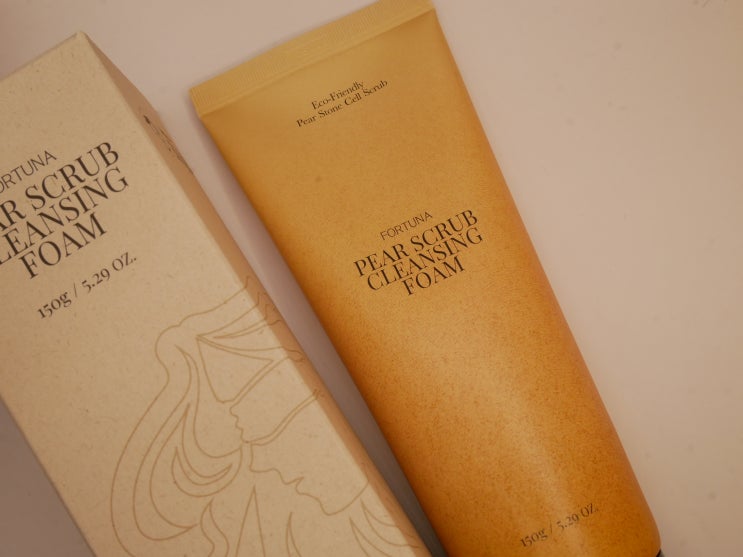 PEAR SCRUB
CLEANSING
FOAM
150g / 5.29 OZ.
Eco-Friendly
Pear Stone Cell Scrub
FORTUNA
PEAR SCRUB
CLEANSING
FOAM
150g / 5.29 OZ.